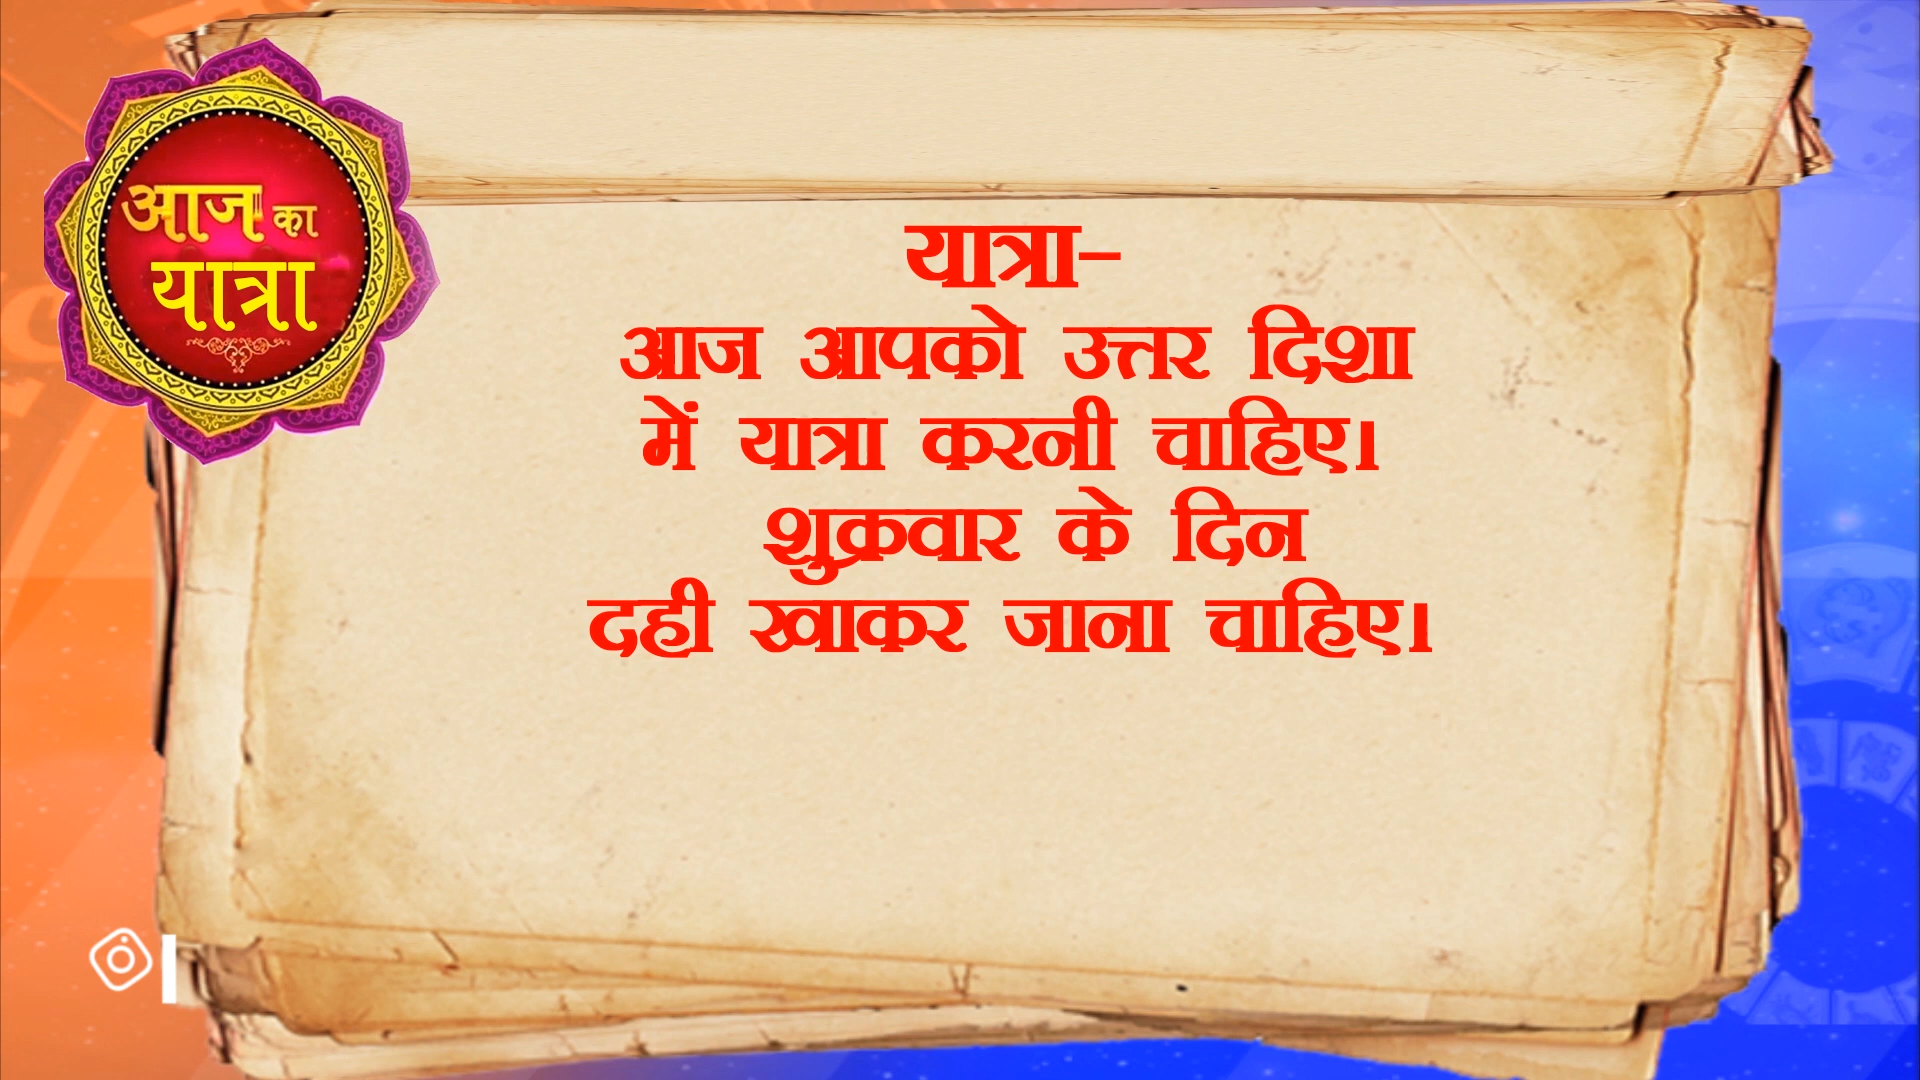 आज का
यात्रा
यात्रा-
आज आपको उत्तर दिशा
में यात्रा करनी चाहिए।
शुक्रवार के दिन
दही खाकर जाना चाहिए।